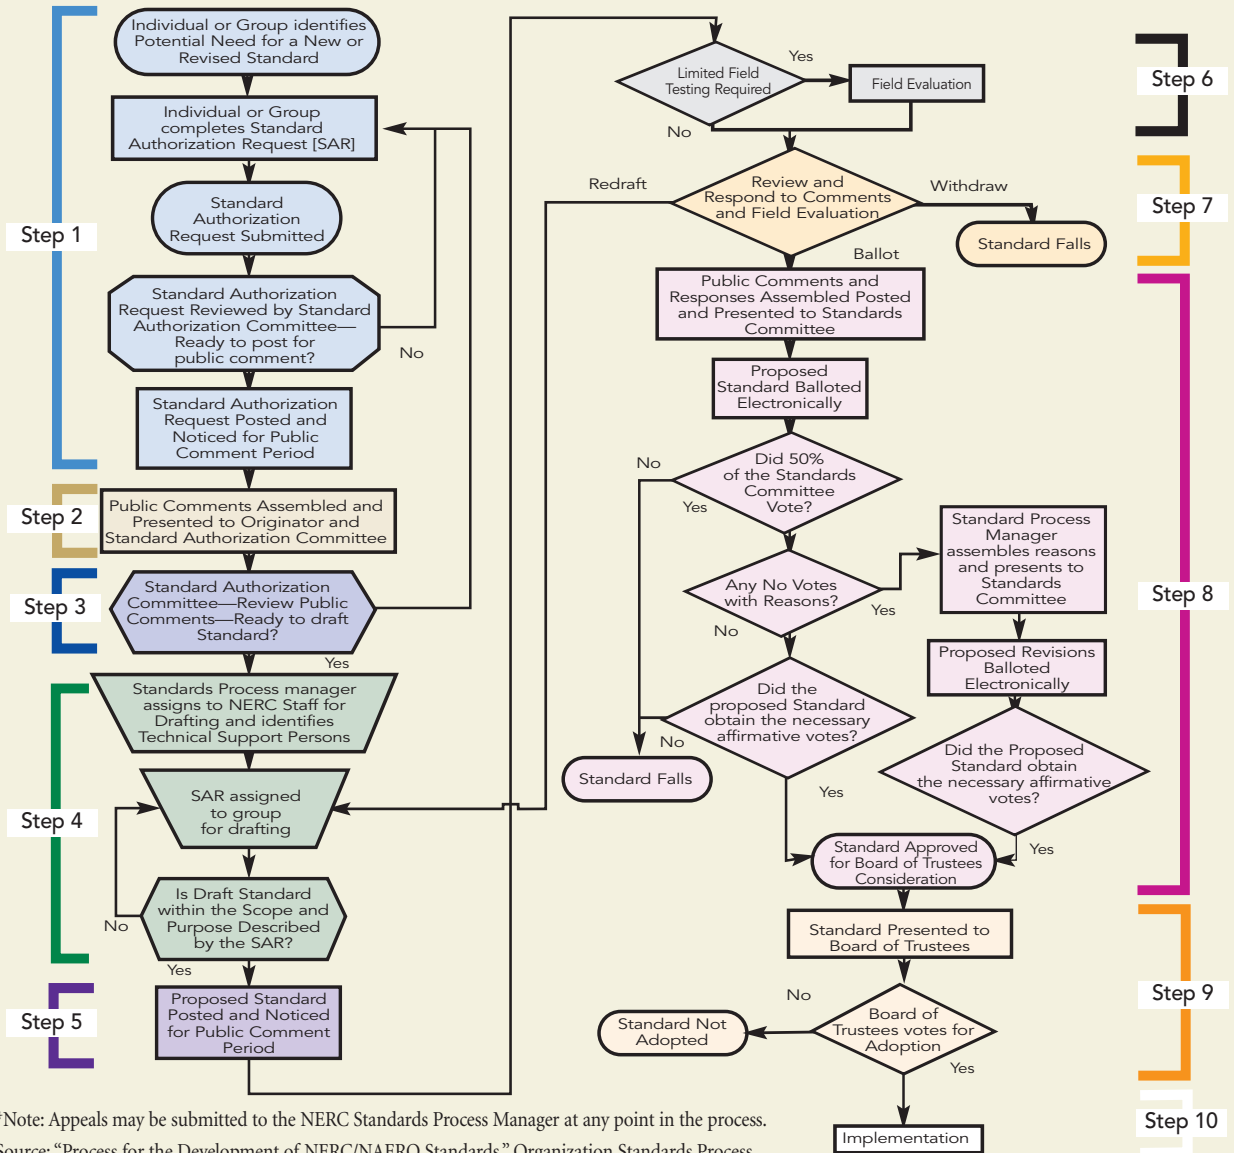 Individual or Group identifies
Potential Need for a New or
Revised Standard
Individual or Group
completes Standard
Authorization Request [SAR]
Standard
Authorization
Request Submitted
Step 1
Standard Authorization
Request Reviewed by Standard
Authorization Committee—
Ready to post for
public comment?
No
Standard Authorization
Request Posted and
Noticed for Public
Comment Period
Step 2
Public Comments Assembled and
Presented to Originator and
Standard Authorization Committee
Step 3
Standard Authorization
Committee—Review Public
Comments—Ready to draft
Standard?
Yes
Standards Process manager
assigns to NERC Staff for
Drafting and identifies
Technical Support Persons
Step 4
SAR assigned
to group
for drafting
Is Draft Standard
within the Scope and
Purpose Described
by the SAR?
No
Yes
Step 5
Proposed Standard
Posted and Noticed
for Public Comment
Period
Limited Field
Testing Required
Yes
Field Evaluation
No
Step 6
Redraft
Review and
Respond to Comments
and Field Evaluation
Withdraw
Standard Falls
Step 7
Ballot
Public Comments and
Responses Assembled Posted
and Presented to Standards
Committee
Proposed
Standard Balloted
Electronically
No
Did 50%
of the Standards
Committee
Vote?
Yes
Any No Votes
with Reasons?
Yes
No
Standard Process
Manager
assembles reasons
and presents to
Standards
Committee
Step 8
Proposed Revisions
Balloted
Electronically
Did the
proposed Standard
obtain the necessary
affirmative votes?
No
Standard Falls
Yes
Did the Proposed
Standard obtain
the necessary affirmative
votes?
Yes
Standard Approved
for Board of Trustees
Consideration
Standard Presented to
Board of Trustees
Step 9
No
Standard Not
Adopted
Board of
Trustees votes for
Adoption
Yes
Step 10
Implementation
*Note: Appeals may be submitted to the NERC Standards Process Manager at any point in the process.
Source: “Process for the Development of NERC/NAERO Standards,” Organization Standards Process